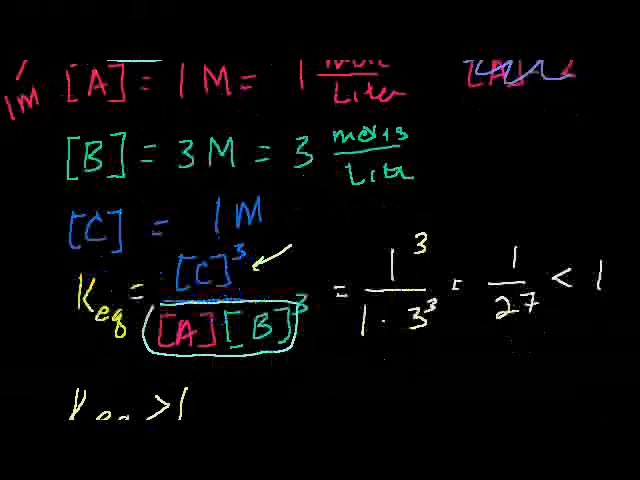 [A] = 1 M = 1 mole/Liter
1M
[B] = 3 M = 3 moles/Liter
[C] = 1 M
Keq = [C]^3/[A][B]^3 = 1^3/1·3^3 = 1/27 < 1
Keq > 1